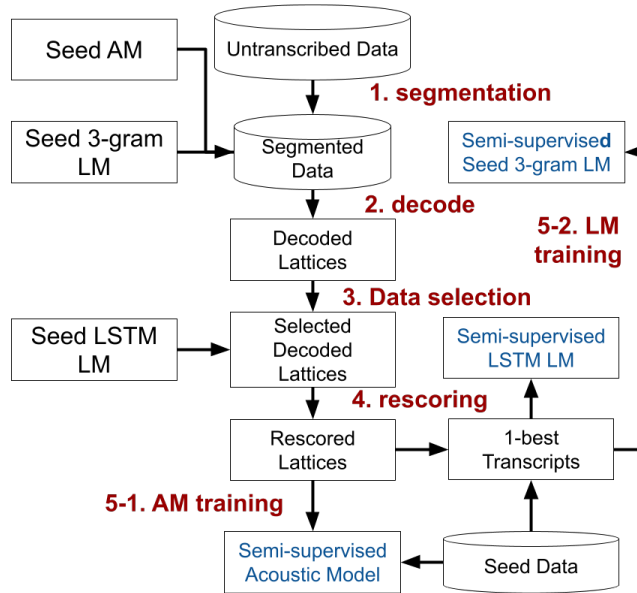 Seed AM
Untranscribed Data
1. segmentation
Seed 3-gram
LM
Segmented
Data
Semi-supervised
Seed 3-gram LM
2. decode
5-2. LM
training
Decoded
Lattices
3. Data selection
Seed LSTM
LM
Selected
Decoded
Lattices
Semi-supervised
LSTM LM
4. rescoring
Rescored
Lattices
1-best
Transcripts
5-1. AM training
Semi-supervised
Acoustic Model
Seed Data